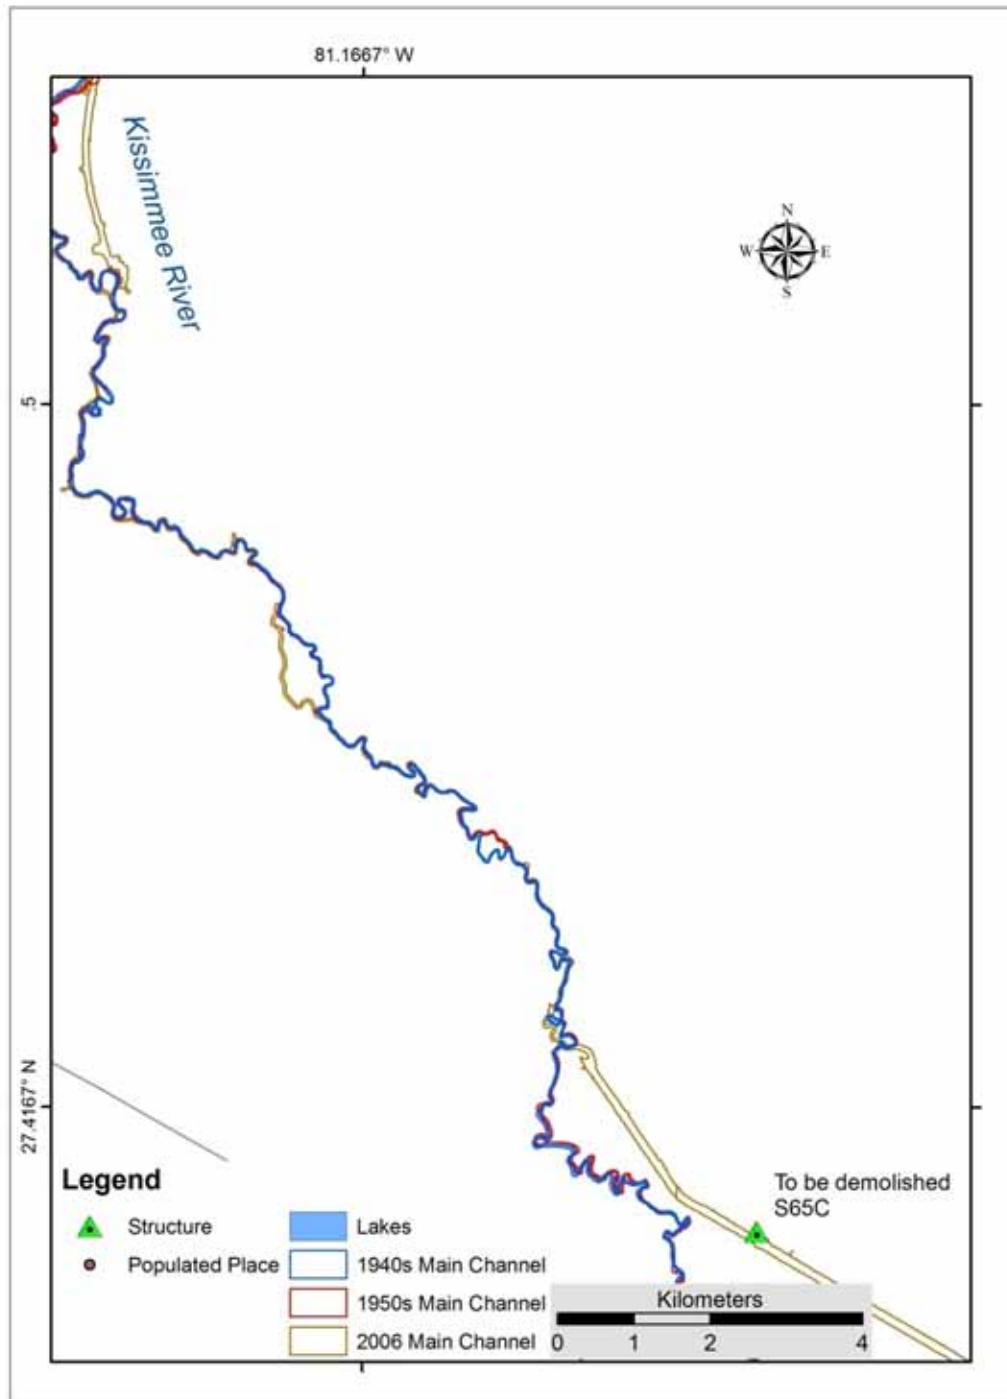 81.1667° W
Kissimmee River
N
W E
S
.5
27.4167° N
Legend
Structure
Populated Place
Lakes
1940s Main Channel
1950s Main Channel
2006 Main Channel
To be demolished
S65C
Kilometers
0 1 2 4